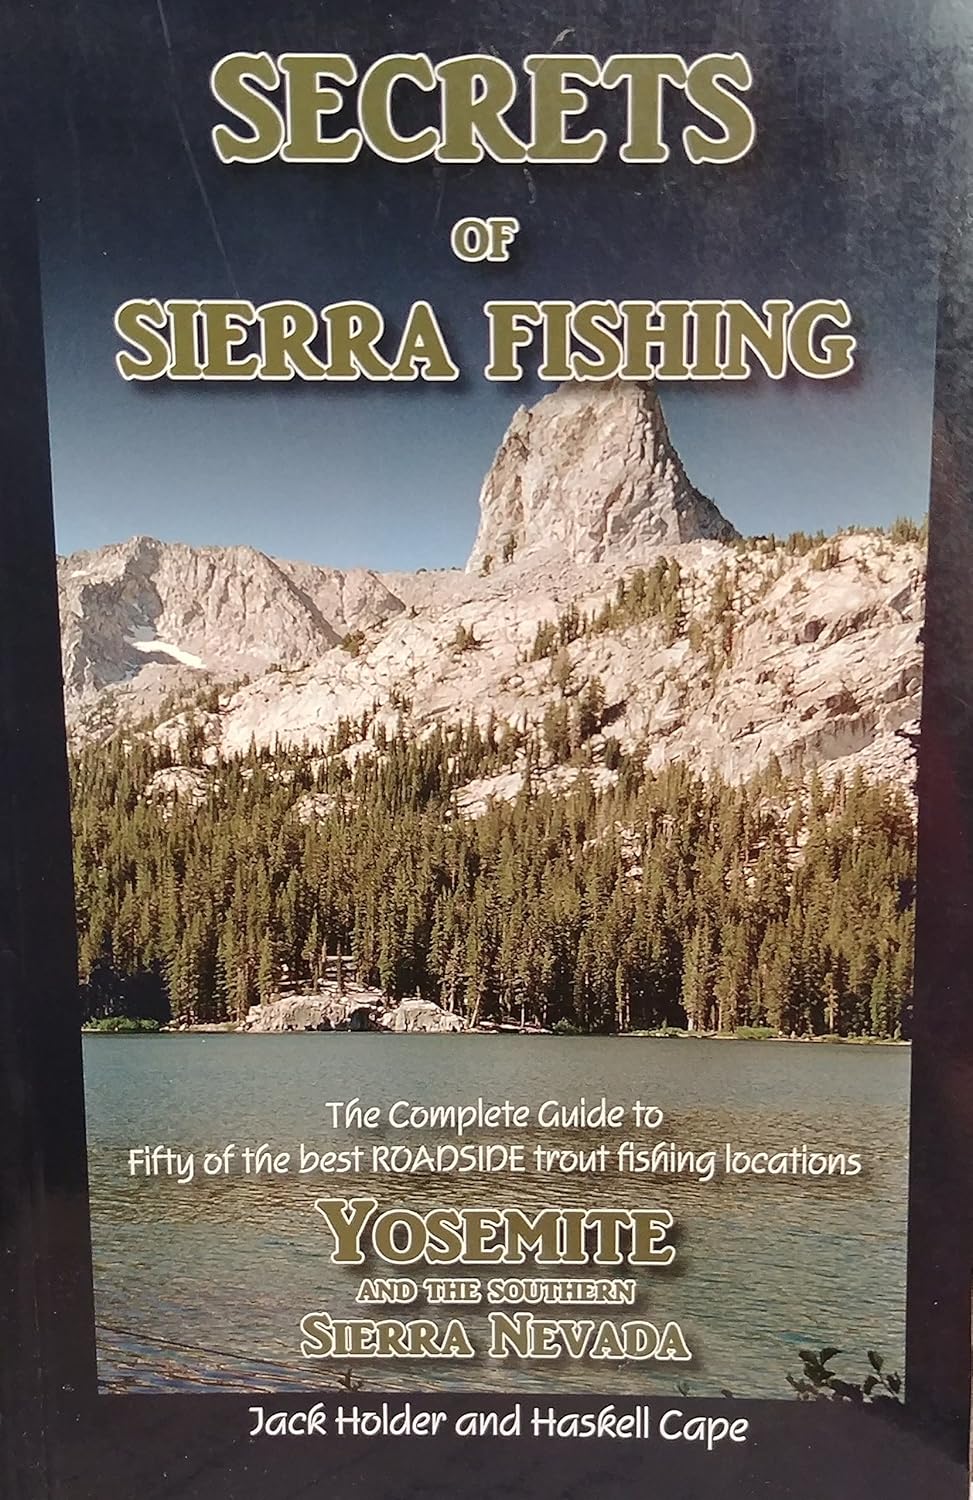 SECRETS
OF
SIERRA FISHING
The Complete Guide to
Fifty of the best ROADSIDE trout fishing locations
YOSEMITE
AND THE SOUTHERN
SIERRA NEVADA
Jack Holder and Haskell Cape